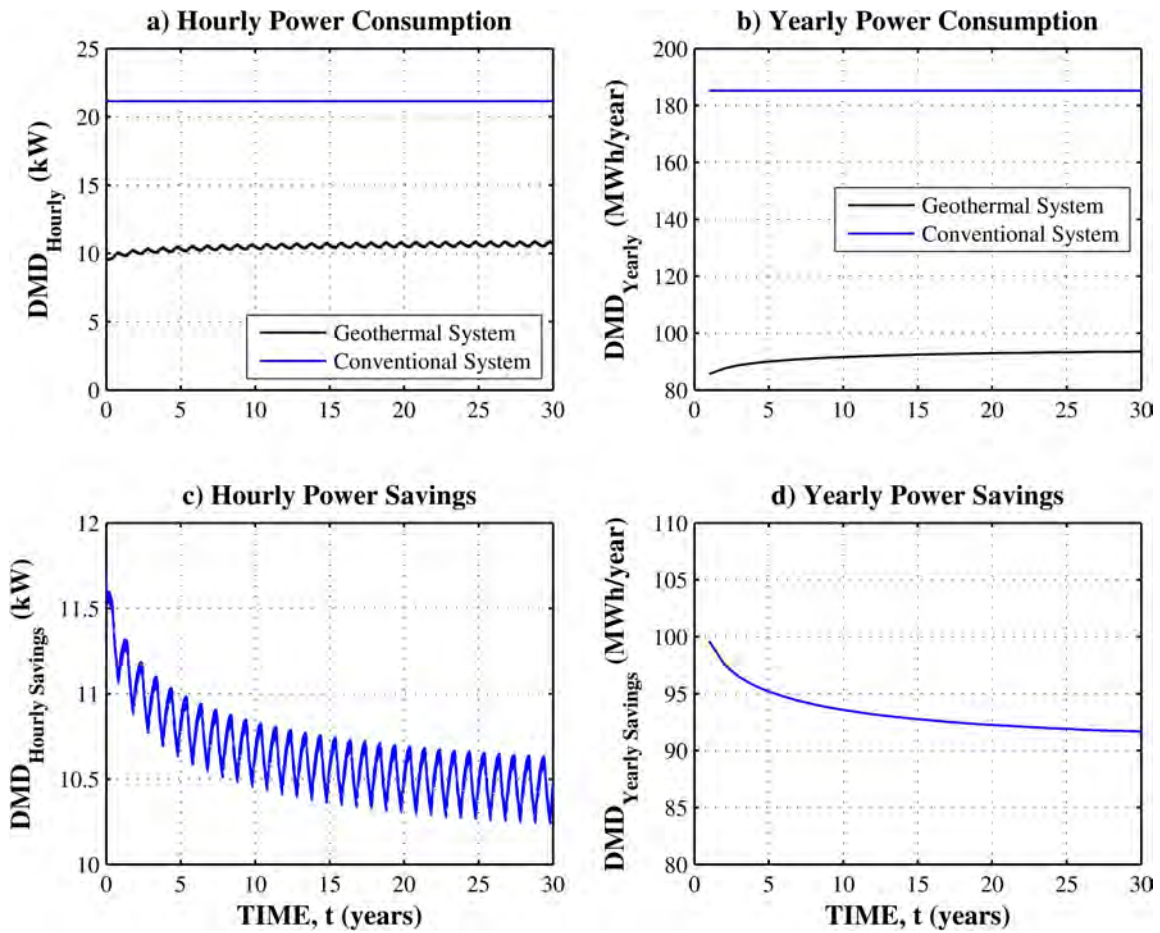 a) Hourly Power Consumption
DMD_Hourly (kW)
25
20
15
10
5
0
0 5 10 15 20 25 30
Geothermal System
Conventional System
b) Yearly Power Consumption
DMD_Yearly (MWh/year)
200
180
160
140
120
100
80
0 5 10 15 20 25 30
Geothermal System
Conventional System
c) Hourly Power Savings
DMD_Hourly Savings (kW)
12
11.5
11
10.5
10
0 5 10 15 20 25 30
TIME, t (years)
d) Yearly Power Savings
DMD_Yearly Savings (MWh/year)
110
105
100
95
90
85
80
0 5 10 15 20 25 30
TIME, t (years)